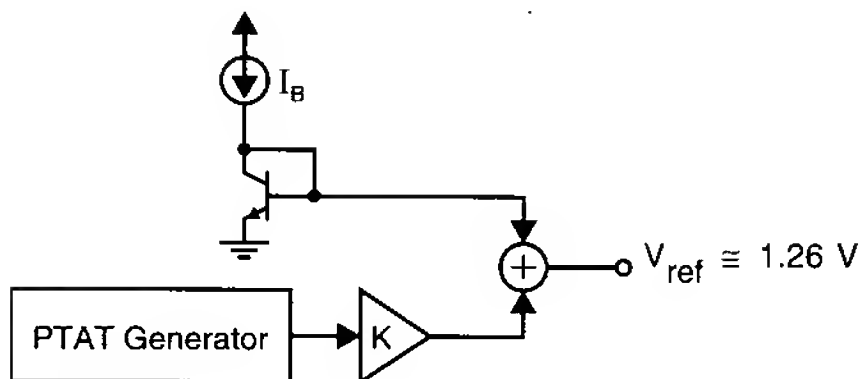 I_B
V_ref ≅ 1.26 V
PTAT Generator
K